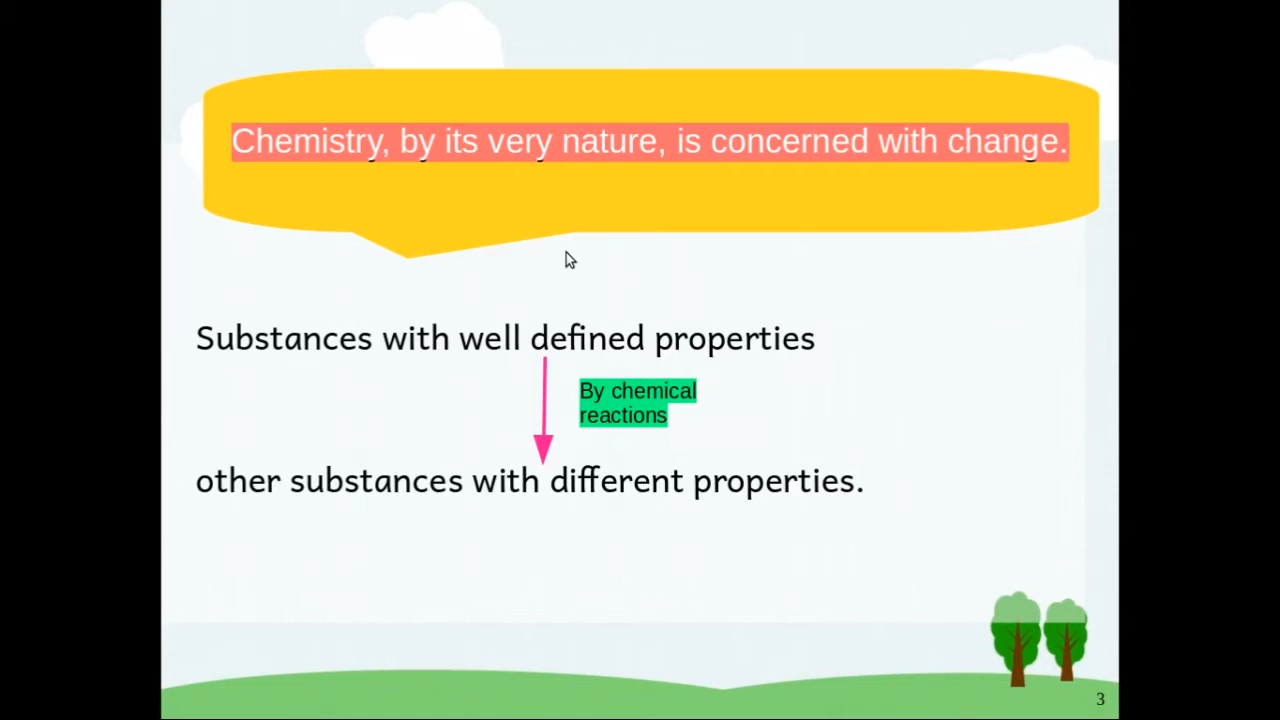 Chemistry, by its very nature, is concerned with change.
Substances with well defined properties
By chemical
reactions
other substances with different properties.
3